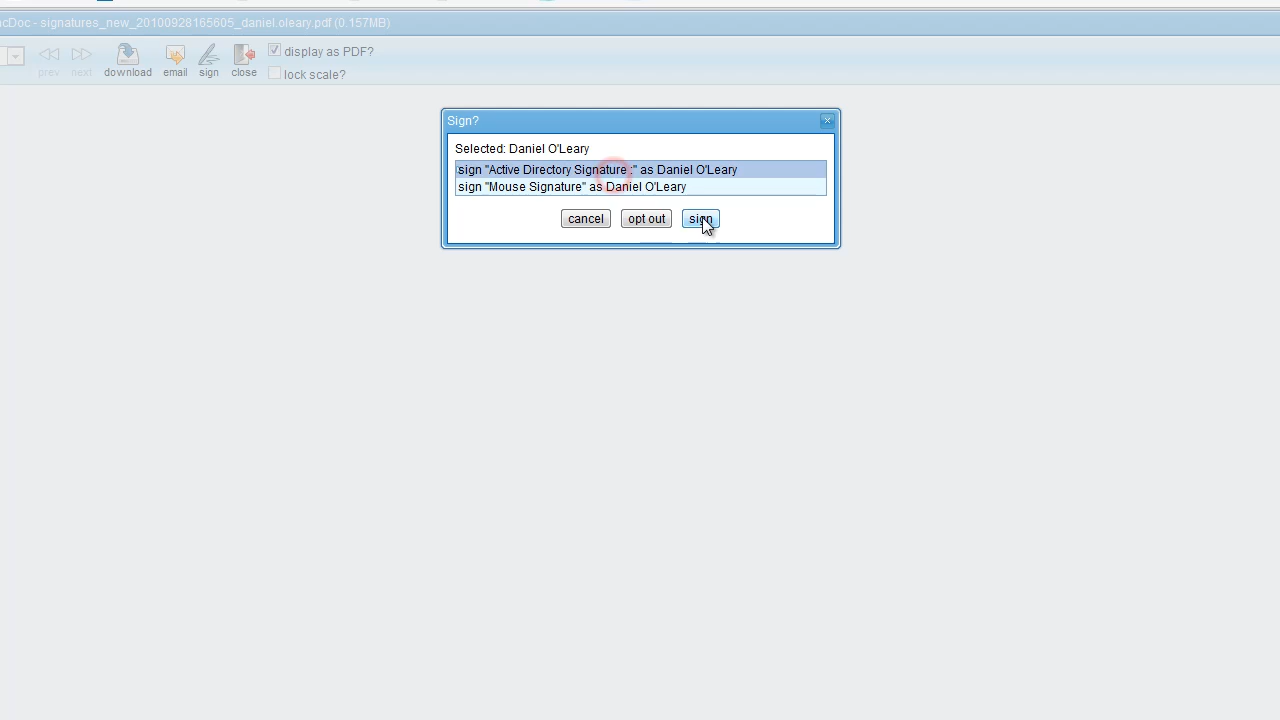 cDoc - signatures_new_20100928165605_daniel.oleary.pdf (0.157MB)
prev next download email sign close display as PDF?
lock scale?
Sign?
Selected: Daniel O'Leary
sign "Active Directory Signature :" as Daniel O'Leary
sign "Mouse Signature" as Daniel O'Leary
cancel opt out sign